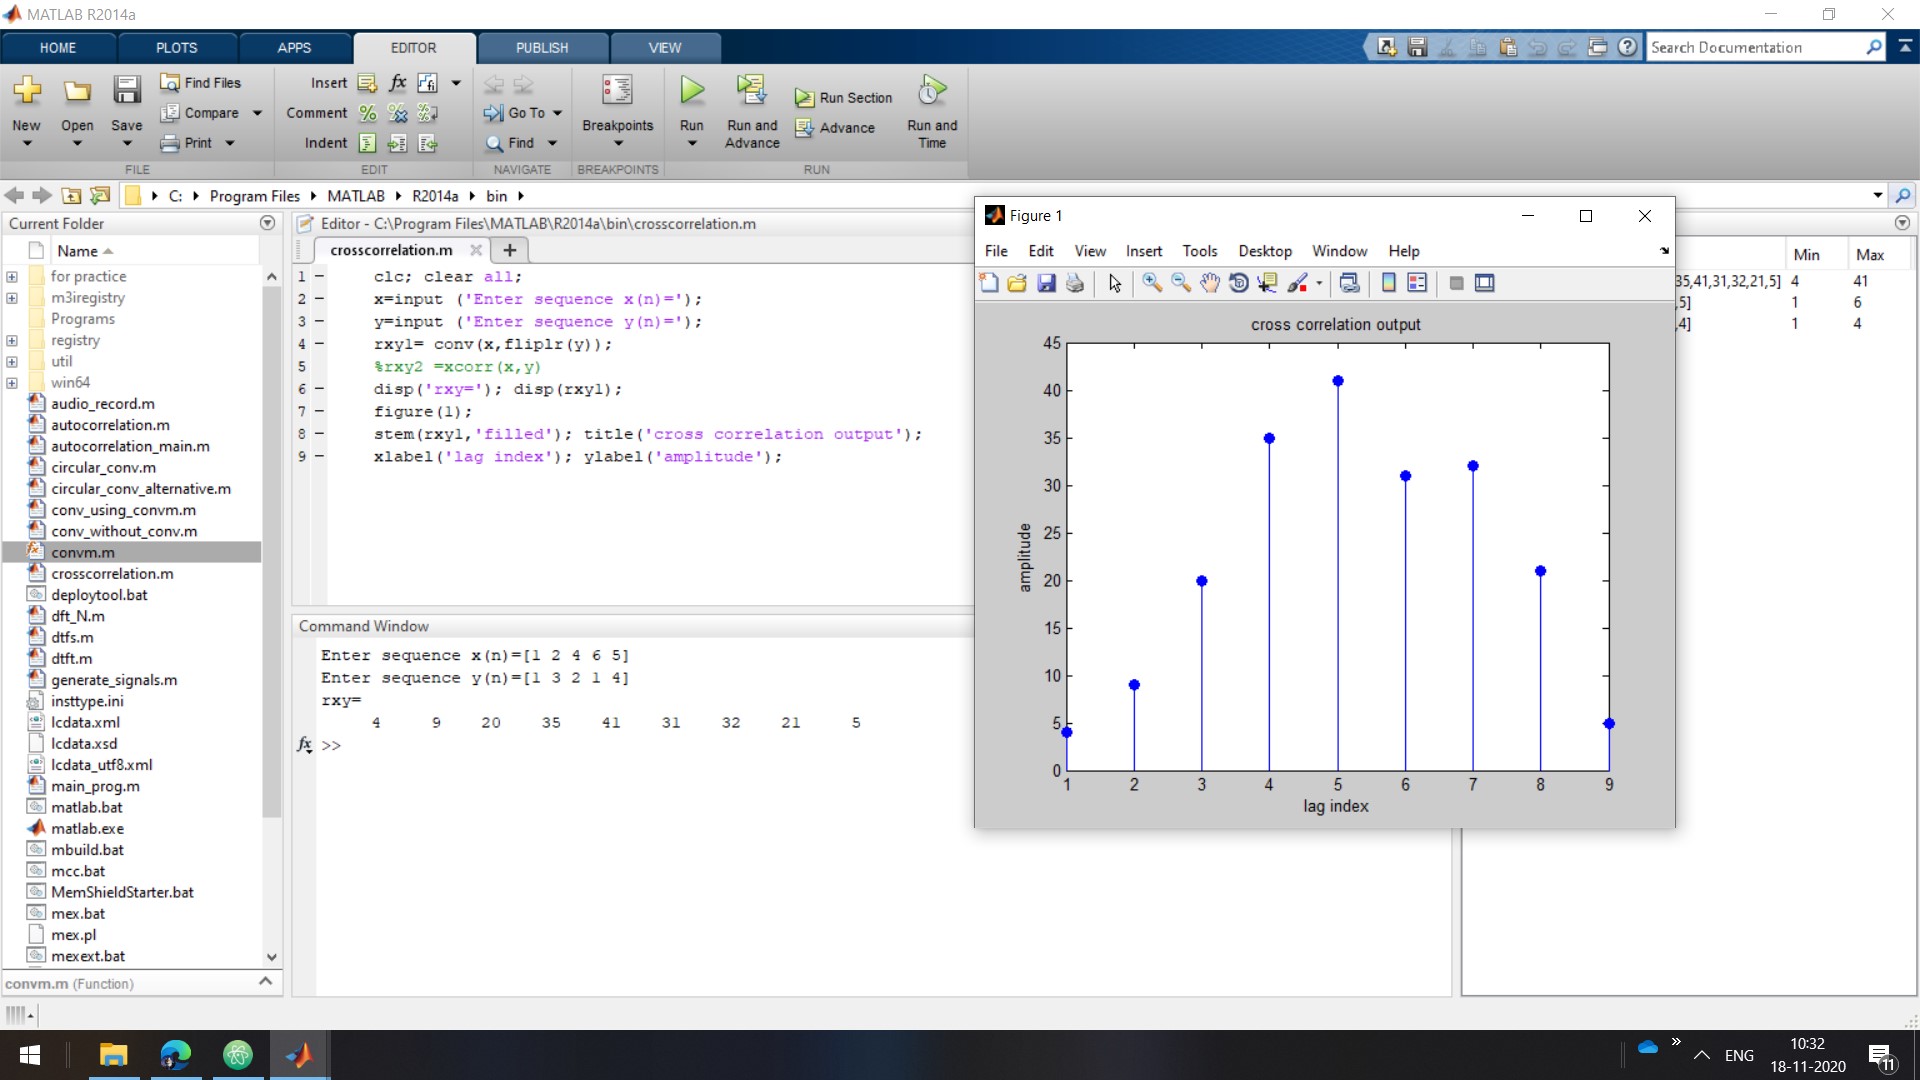 MATLAB R2014a
HOME PLOTS APPS EDITOR PUBLISH VIEW
Search Documentation
New Open Save
Find Files
Compare
Print
FILE
Insert
Comment
Indent
EDIT
Go To
Find
NAVIGATE
Breakpoints
BREAKPOINTS
Run
Run and Advance
Run Section
Advance
Run and Time
RUN
C: Program Files MATLAB R2014a bin
Current Folder
Name
for practice
m3iregistry
Programs
registry
util
win64
audio_record.m
autocorrelation.m
autocorrelation_main.m
circular_conv.m
circular_conv_alternative.m
conv_using_convm.m
conv_without_conv.m
convm.m
crosscorrelation.m
deploytool.bat
dft_N.m
dtfs.m
dtft.m
generate_signals.m
insttype.ini
lcdata.xml
lcdata.xsd
lcdata_utf8.xml
main_prog.m
matlab.bat
matlab.exe
mbuild.bat
mcc.bat
MemShieldStarter.bat
mex.bat
mex.pl
mexext.bat
convm.m (Function)
Editor - C:\Program Files\MATLAB\R2014a\bin\crosscorrelation.m
crosscorrelation.m
1 clc; clear all;
2 x=input ('Enter sequence x(n)=');
3 y=input ('Enter sequence y(n)=');
4 rxy1= conv(x,fliplr(y));
5 %rxy2 =xcorr(x,y)
6 disp('rxy='); disp(rxy1);
7 figure(1);
8 stem(rxy1,'filled'); title('cross correlation output');
9 xlabel('lag index'); ylabel('amplitude');
Command Window
Enter sequence x(n)=[1 2 4 6 5]
Enter sequence y(n)=[1 3 2 1 4]
rxy=
4 9 20 35 41 31 32 21 5
fx >>
Figure 1
File Edit View Insert Tools Desktop Window Help
cross correlation output
45
40
35
30
25
20
15
10
5
0
amplitude
1 2 3 4 5 6 7 8 9
lag index
Min Max
35,41,31,32,21,5] 4 41
,5] 1 6
,4] 1 4
ENG
10:32
18-11-2020
11